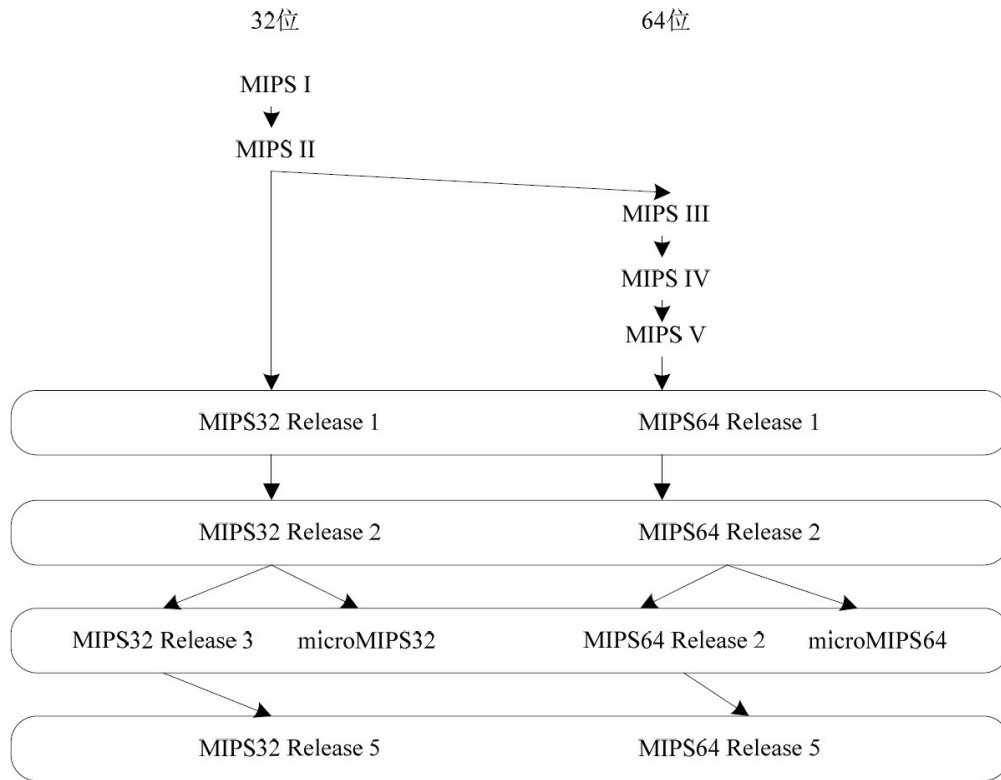 32位 64位
MIPS I
MIPS II
MIPS III
MIPS IV
MIPS V
MIPS32 Release 1 MIPS64 Release 1
MIPS32 Release 2 MIPS64 Release 2
MIPS32 Release 3 microMIPS32 MIPS64 Release 2 microMIPS64
MIPS32 Release 5 MIPS64 Release 5